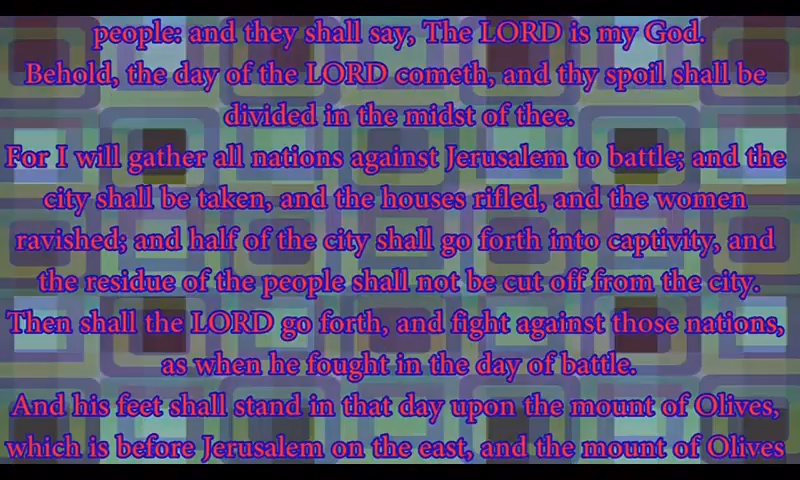 people: and they shall say, The LORD is my God.
Behold, the day of the LORD cometh, and thy spoil shall be
divided in the midst of thee.
For I will gather all nations against Jerusalem to battle; and the
city shall be taken, and the houses rifled, and the women
ravished; and half of the city shall go forth into captivity, and
the residue of the people shall not be cut off from the city.
Then shall the LORD go forth, and fight against those nations,
as when he fought in the day of battle.
And his feet shall stand in that day upon the mount of Olives,
which is before Jerusalem on the east, and the mount of Olives